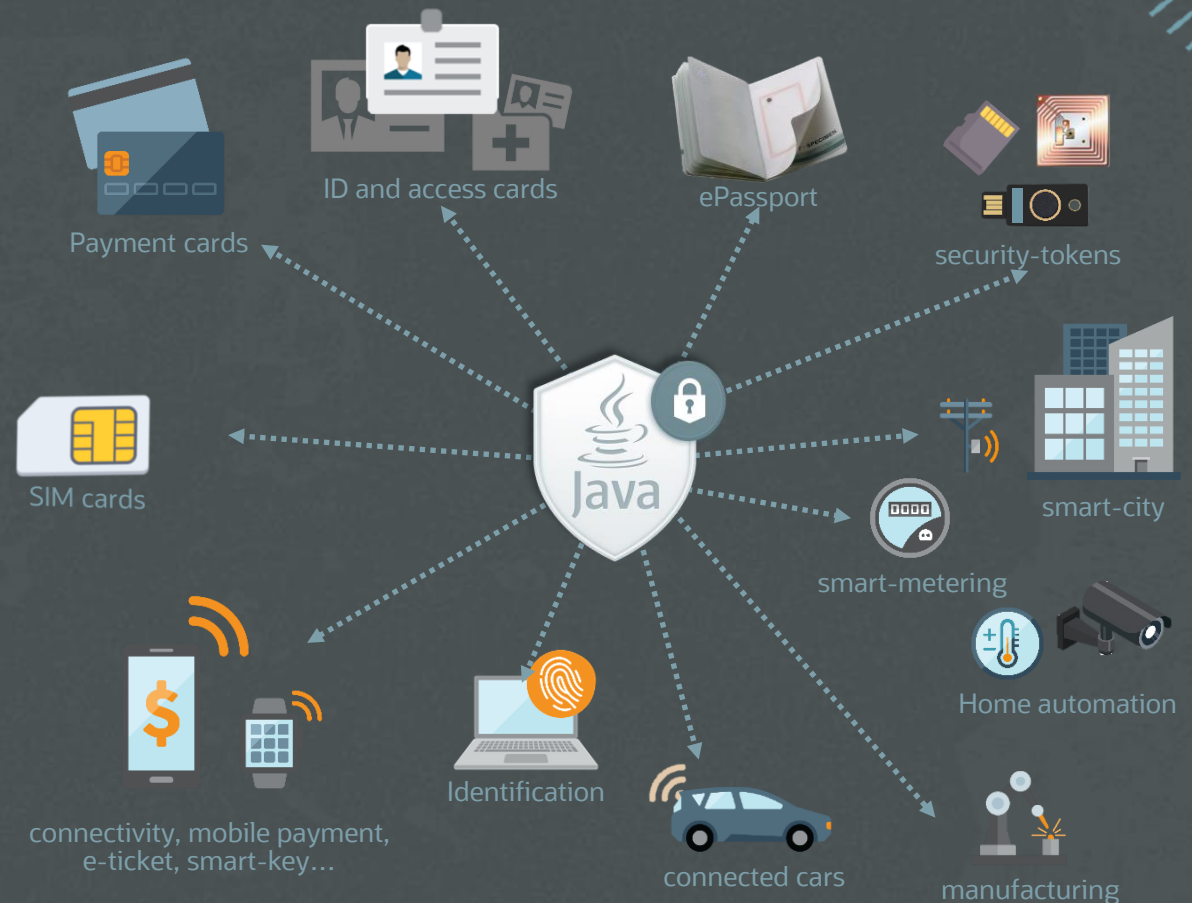 ID and access cards
ePassport
Payment cards
security-tokens
SIM cards
Java
smart-city
smart-metering
Home automation
Identification
connectivity, mobile payment,
e-ticket, smart-key...
connected cars
manufacturing
SPECIMEN